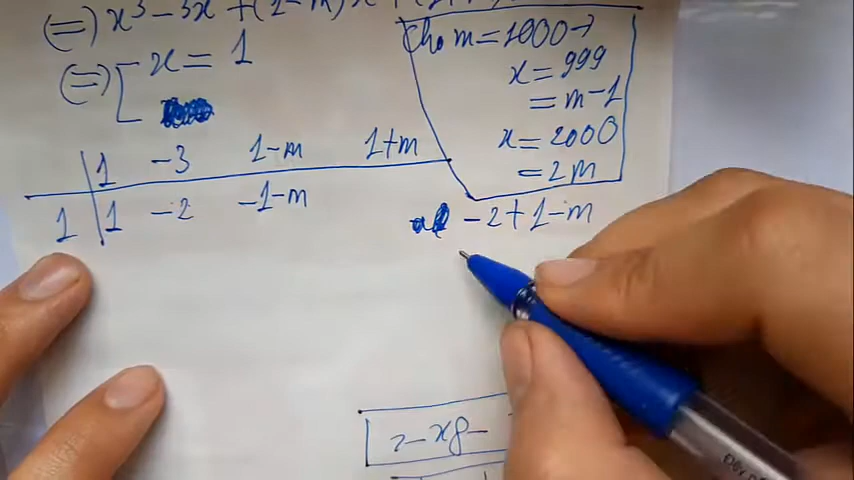 (=) x³ - 3x + (1-m)x +
(=) [ x = 1
Cho m = 1000 →
x = 999
= m - 1
x = 2000
= 2m
1 -3 1-m 1+m
1 1 -2 -1-m
-2+1-m